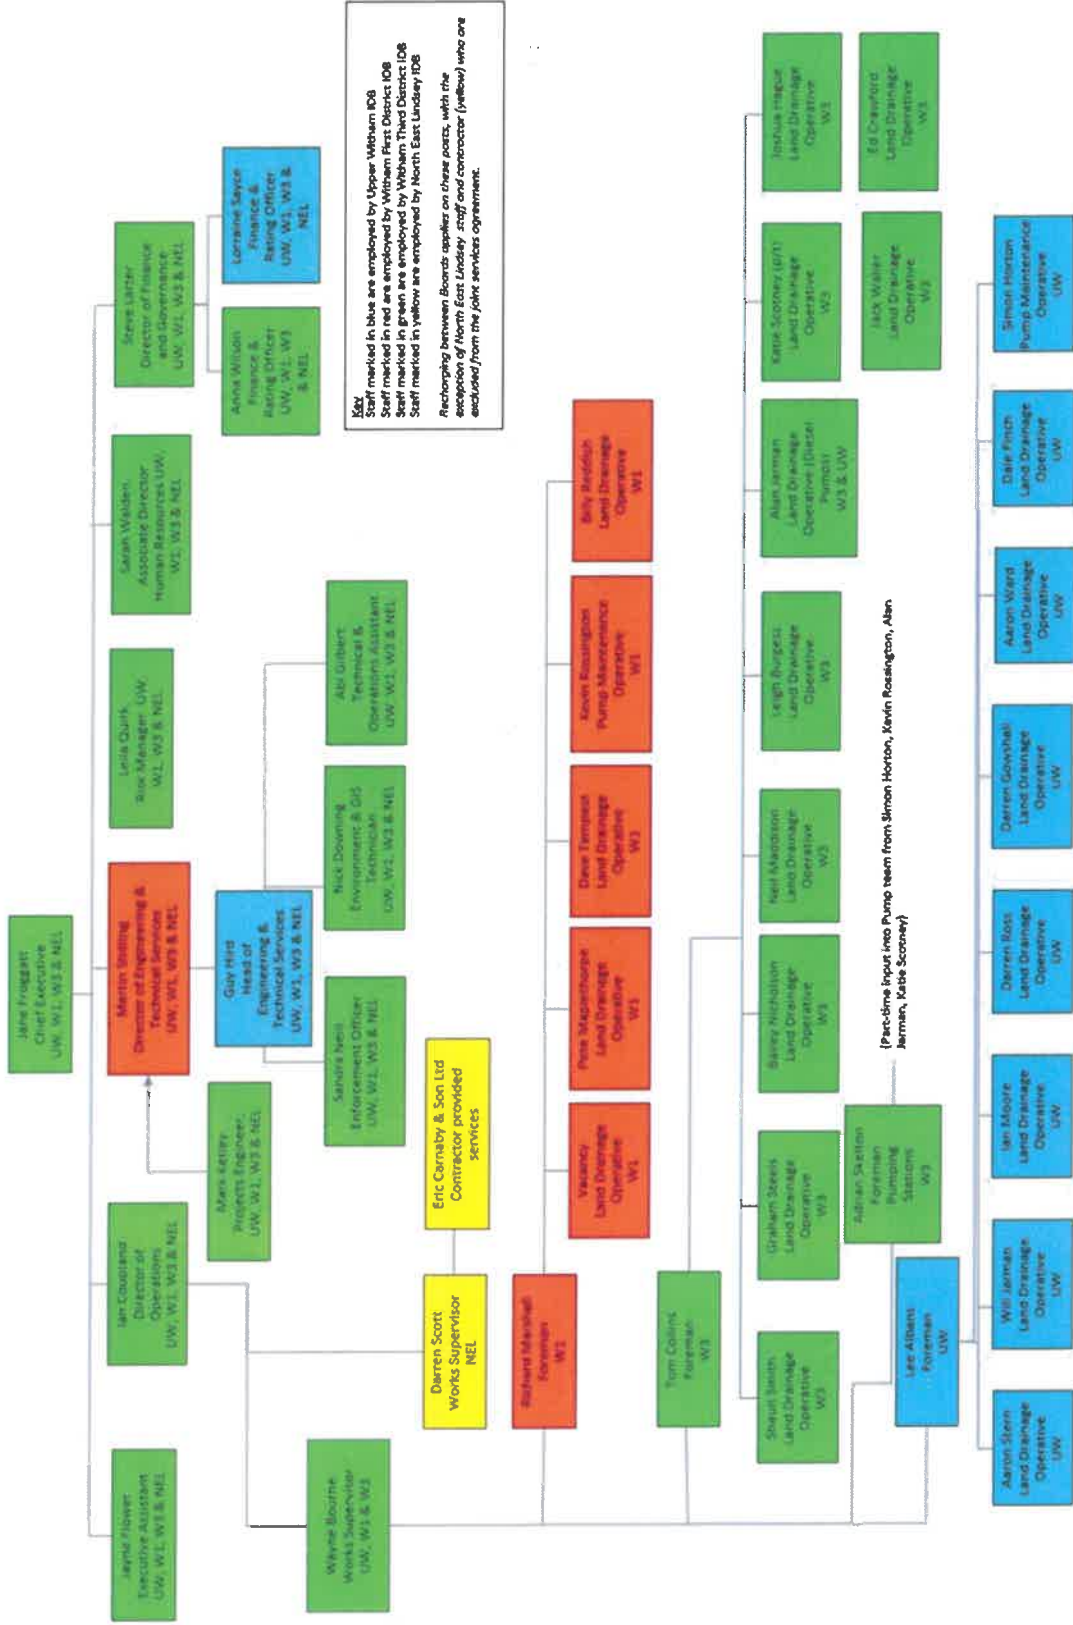 Jane Froggatt
Chief Executive
UW, W1, W3 & NEL
Jayne Flower
Executive Assistant
UW, W1, W3 & NEL
Ian Coupland
Director of
Operations
UW, W1, W3 & NEL
Martin Shilling
Director of Engineering &
Technical Services
UW, W1, W3 & NEL
Leila Quirk
Risk Manager UW,
W1, W3 & NEL
Sarah Walden,
Associate Director
Human Resources UW,
W1, W3 & NEL
Steve Larter
Director of Finance
and Governance
UW, W1, W3 & NEL
Mark Kelley
Projects Engineer,
UW, W1, W3 & NEL
Guy Hird
Head of
Engineering &
Technical Services
UW, W1, W3 & NEL
Anna Wilson
Finance &
Rating Officer
UW, W1, W3
& NEL
Lorraine Sayce
Finance &
Rating Officer
UW, W1, W3 &
NEL
Wayne Bourne
Works Supervisor
UW, W1 & W3
Sandra Neill
Enforcement Officer
UW, W1, W3 & NEL
Nick Downing
Environment & GIS
Technician
UW, W1, W3 & NEL
Abi Gilbert
Technical &
Operations Assistant
UW, W1, W3 & NEL
Key
Staff marked in blue are employed by Upper Witham IDB
Staff marked in red are employed by Witham First District IDB
Staff marked in green are employed by Witham Third District IDB
Staff marked in yellow are employed by North East Lindsey IDB
Recharging between Boards applies on these posts, with the
exception of North East Lindsey staff and contractor (yellow) who are
excluded from the joint services agreement.
Darren Scott
Works Supervisor
NEL
Eric Carnaby & Son Ltd
Contractor provided
services
Richard Marshall
Foreman
W1
Vacancy
Land Drainage
Operative
W1
Pete Maplethorpe
Land Drainage
Operative
W1
Dave Tempest
Land Drainage
Operative
W1
Kevin Rossington
Pump Maintenance
Operative
W1
Billy Reddish
Land Drainage
Operative
W1
Tom Collins
Foreman
W3
Shaun Smith
Land Drainage
Operative
W3
Graham Steels
Land Drainage
Operative
W3
Bailey Nicholson
Land Drainage
Operative
W3
Neil Maddison
Land Drainage
Operative
W3
Leigh Burgess
Land Drainage
Operative
W3
Alan Jarman
Land Drainage
Operative (Diesel
Pumps)
W3 & UW
Katie Scotney (p/t)
Land Drainage
Operative
W3
Joshua Hague
Land Drainage
Operative
W3
Adrian Skelton
Foreman
Pumping
Stations
W3
(Part-time input into Pump team from Simon Horton, Kevin Rossington, Alan
Jarman, Katie Scotney)
Jack Walker
Land Drainage
Operative
W3
Ed Crawford
Land Drainage
Operative
W3
Lee Albans
Foreman
UW
Aaron Stern
Land Drainage
Operative
UW
Will Jarman
Land Drainage
Operative
UW
Ian Moore
Land Drainage
Operative
UW
Darren Ross
Land Drainage
Operative
UW
Darren Gowshall
Land Drainage
Operative
UW
Aaron Ward
Land Drainage
Operative
UW
Dale Finch
Land Drainage
Operative
UW
Simon Horton
Pump Maintenance
Operative
UW